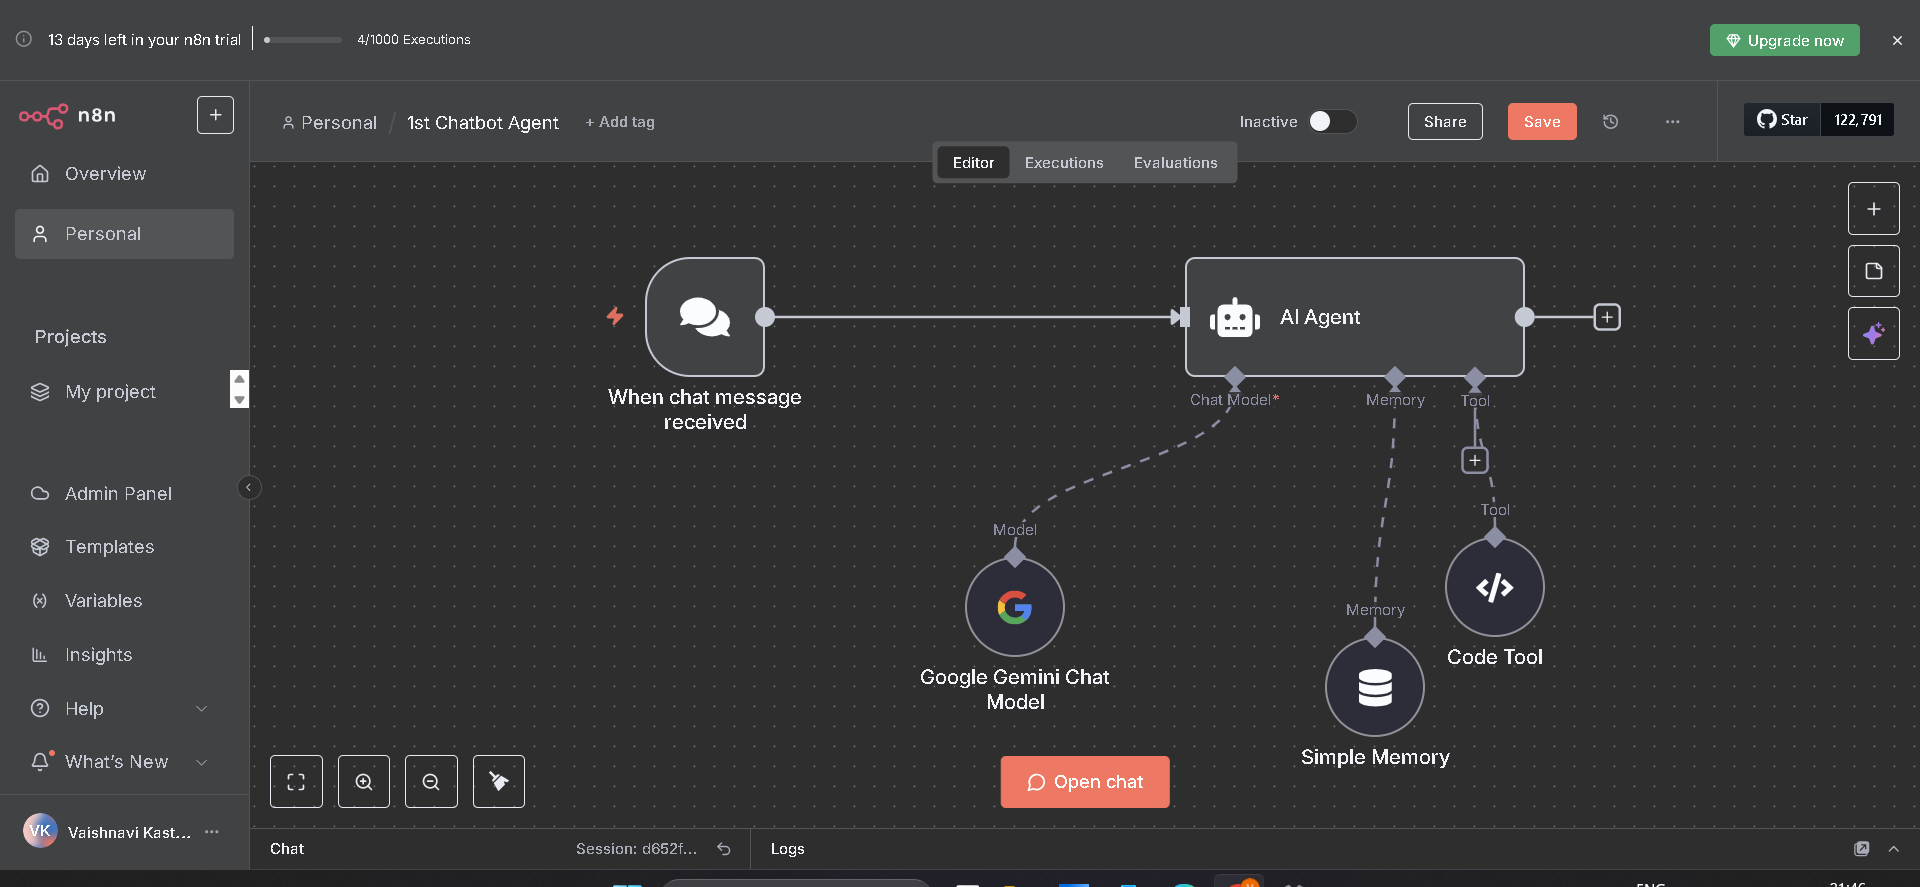 13 days left in your n8n trial
4/1000 Executions
Upgrade now
n8n
Personal / 1st Chatbot Agent
+ Add tag
Inactive
Share
Save
Star
122,791
Editor
Executions
Evaluations
Overview
Personal
Projects
My project
Admin Panel
Templates
Variables
Insights
Help
What's New
VK
Vaishnavi Kast...
When chat message
received
AI Agent
Chat Model*
Memory
Tool
Model
Google Gemini Chat
Model
Memory
Simple Memory
Tool
Code Tool
Open chat
Chat
Session: d652f...
Logs